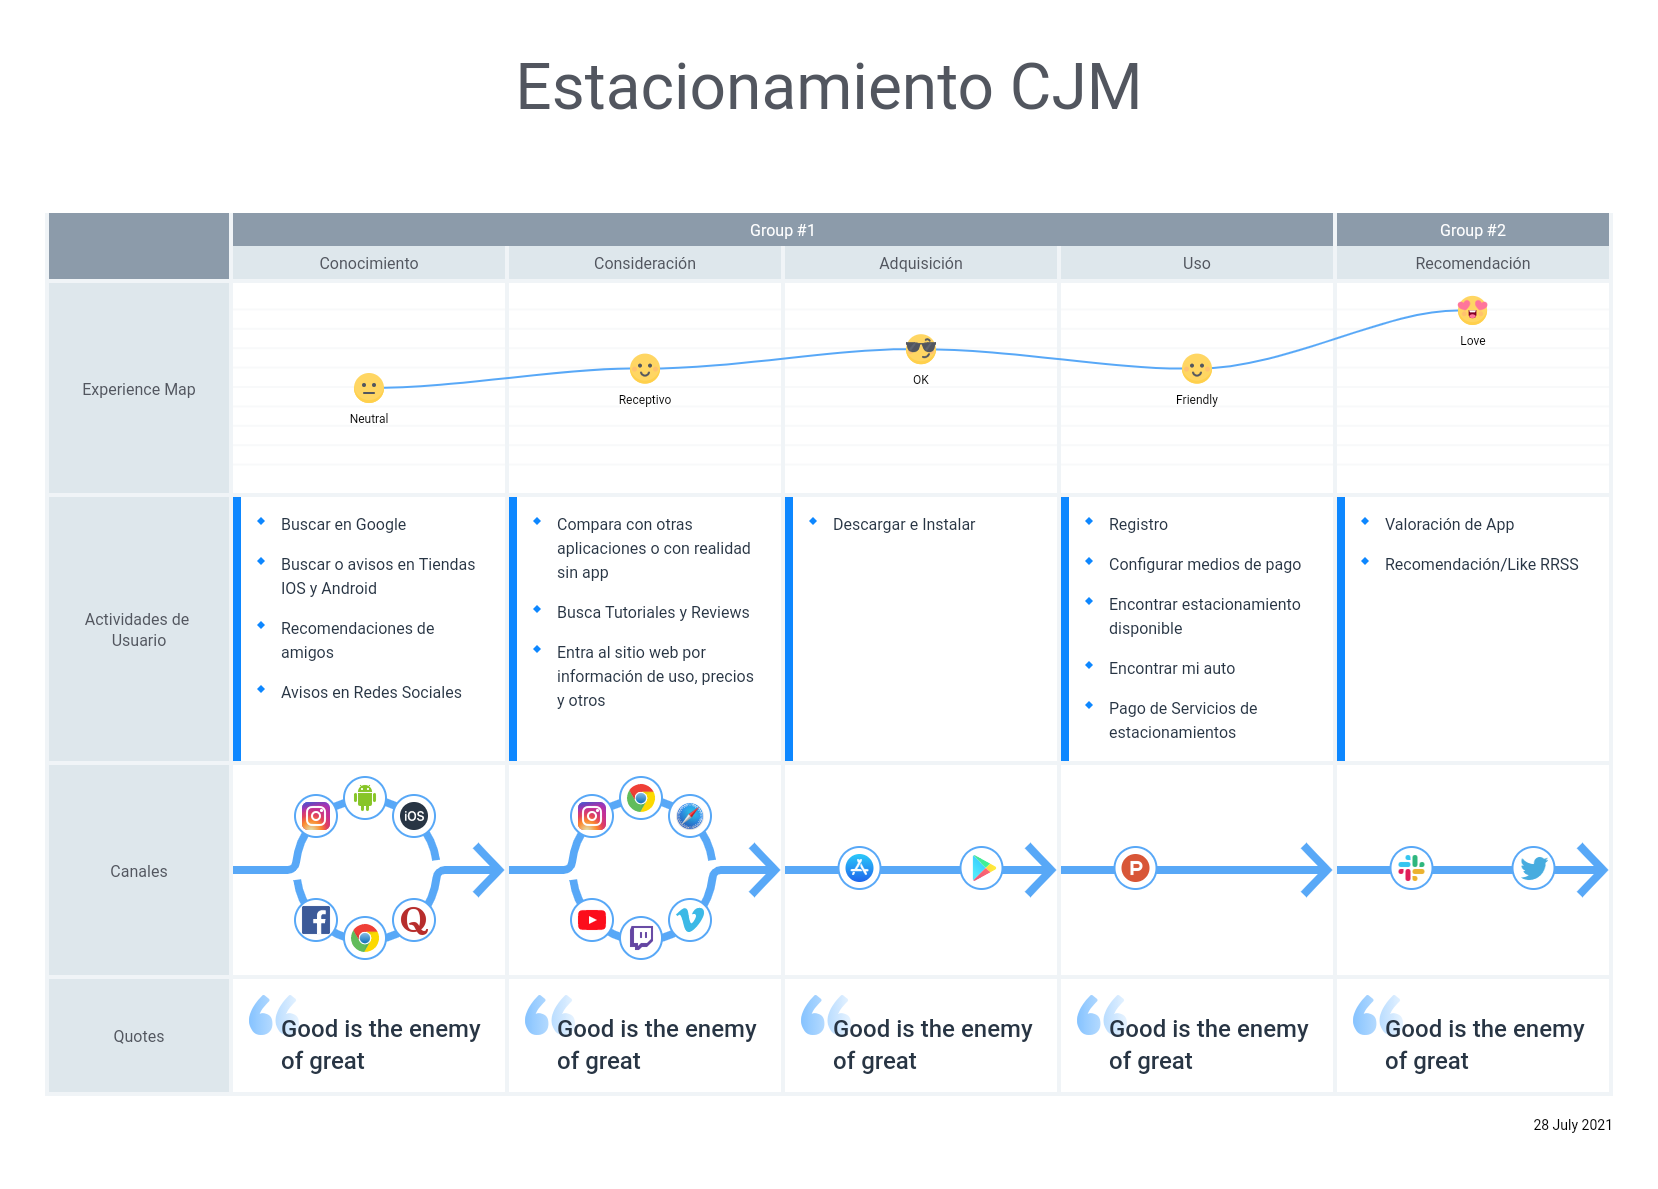 Estacionamiento CJM
Group #1
Group #2
Conocimiento
Consideración
Adquisición
Uso
Recomendación
Experience Map
Neutral
Receptivo
OK
Friendly
Love
Actividades de
Usuario
Buscar en Google
Buscar o avisos en Tiendas
IOS y Android
Recomendaciones de
amigos
Avisos en Redes Sociales
Compara con otras
aplicaciones o con realidad
sin app
Busca Tutoriales y Reviews
Entra al sitio web por
información de uso, precios
y otros
Descargar e Instalar
Registro
Configurar medios de pago
Encontrar estacionamiento
disponible
Encontrar mi auto
Pago de Servicios de
estacionamientos
Valoración de App
Recomendación/Like RRSS
Canales
iOS
Quotes
Good is the enemy
of great
Good is the enemy
of great
Good is the enemy
of great
Good is the enemy
of great
Good is the enemy
of great
28 July 2021